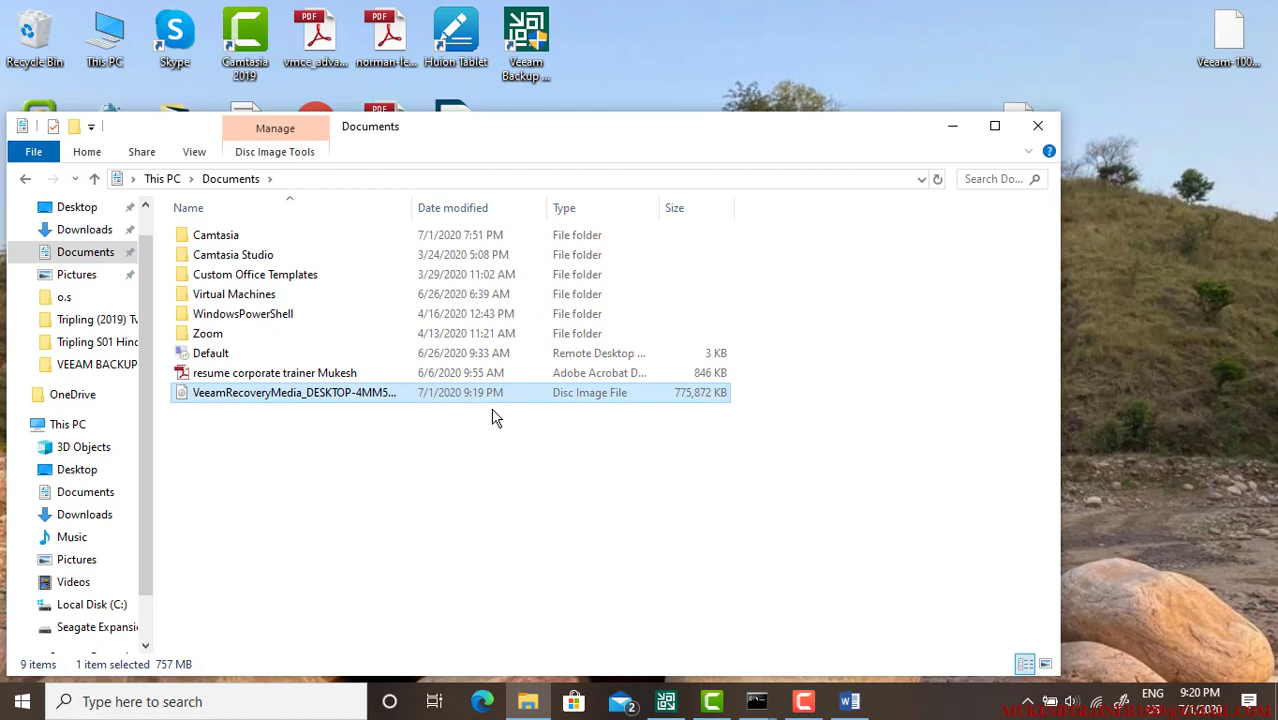 Recycle Bin
This PC
Skype
Camtasia 2019
PDF
vmce_adva...
PDF
norman-le...
Huion Tablet
Veeam Backup ...
Veeam-100...
PDF
Manage
Documents
File
Home
Share
View
Disc Image Tools
This PC
Documents
Search Do...
Name
Date modified
Type
Size
Desktop
Downloads
Documents
Pictures
o.s
Tripling (2019) Tv
Tripling S01 Hinc
VEEAM BACKUP
OneDrive
This PC
3D Objects
Desktop
Documents
Downloads
Music
Pictures
Videos
Local Disk (C:)
Seagate Expansi
Camtasia 7/1/2020 7:51 PM File folder
Camtasia Studio 3/24/2020 5:08 PM File folder
Custom Office Templates 3/29/2020 11:02 AM File folder
Virtual Machines 6/26/2020 6:39 AM File folder
WindowsPowerShell 4/16/2020 12:43 PM File folder
Zoom 4/13/2020 11:21 AM File folder
Default 6/26/2020 9:33 AM Remote Desktop ... 3 KB
resume corporate trainer Mukesh 6/6/2020 9:55 AM Adobe Acrobat D... 846 KB
VeeamRecoveryMedia_DESKTOP-4MM5... 7/1/2020 9:19 PM Disc Image File 775,872 KB
9 items 1 item selected 757 MB
Type here to search
2
ENG
9:20 PM
7/1/2020